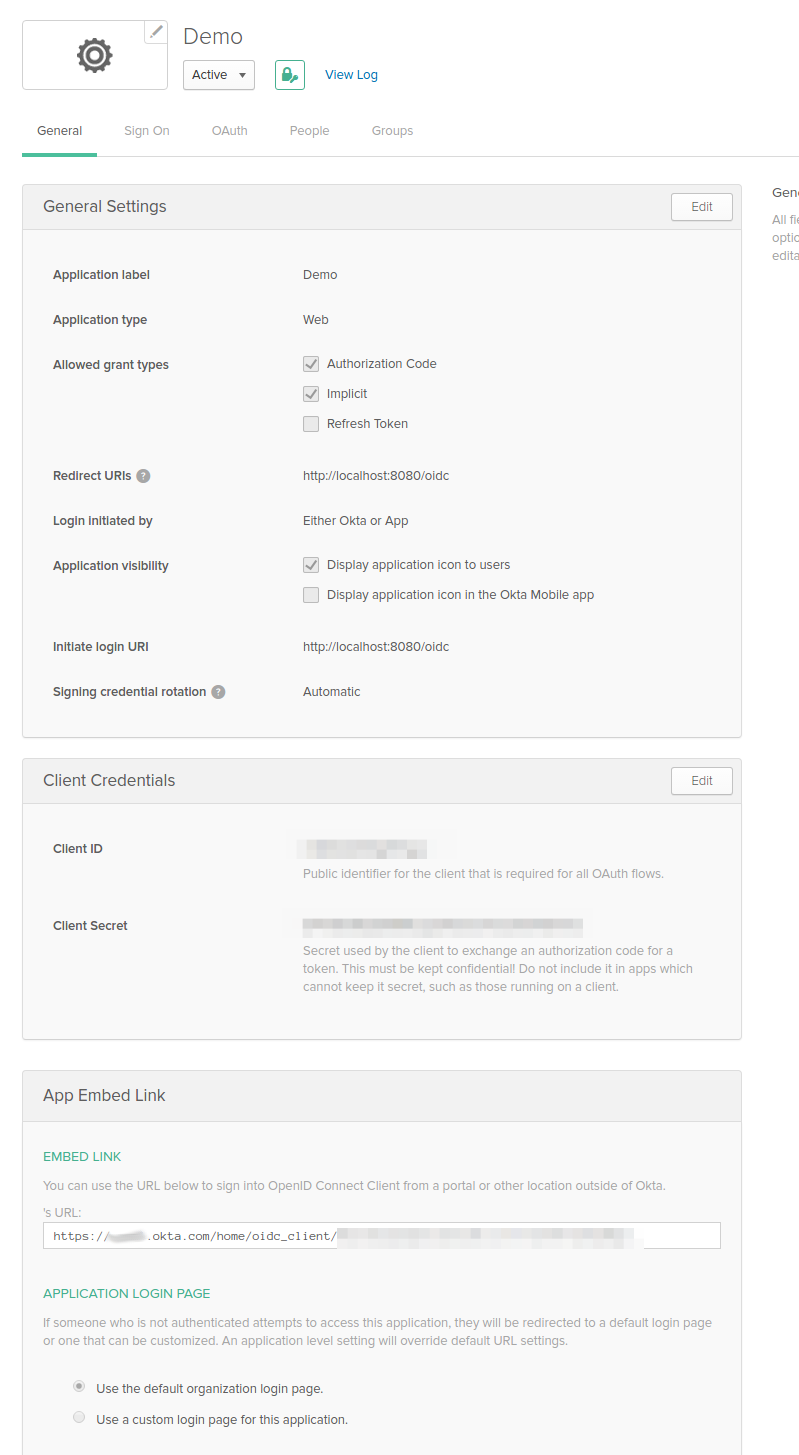 Demo
Active
View Log
General Sign On OAuth People Groups
General Settings
Edit
Application label Demo
Application type Web
Allowed grant types
Authorization Code
Implicit
Refresh Token
Redirect URIs ? http://localhost:8080/oidc
Login initiated by Either Okta or App
Application visibility
Display application icon to users
Display application icon in the Okta Mobile app
Initiate login URI http://localhost:8080/oidc
Signing credential rotation ? Automatic
Gene
All fie
optio
edita
Client Credentials
Edit
Client ID
Public identifier for the client that is required for all OAuth flows.
Client Secret
Secret used by the client to exchange an authorization code for a
token. This must be kept confidential! Do not include it in apps which
cannot keep it secret, such as those running on a client.
App Embed Link
EMBED LINK
You can use the URL below to sign into OpenID Connect Client from a portal or other location outside of Okta.
's URL:
https:// .okta.com/home/oidc_client/
APPLICATION LOGIN PAGE
If someone who is not authenticated attempts to access this application, they will be redirected to a default login page
or one that can be customized. An application level setting will override default URL settings.
Use the default organization login page.
Use a custom login page for this application.